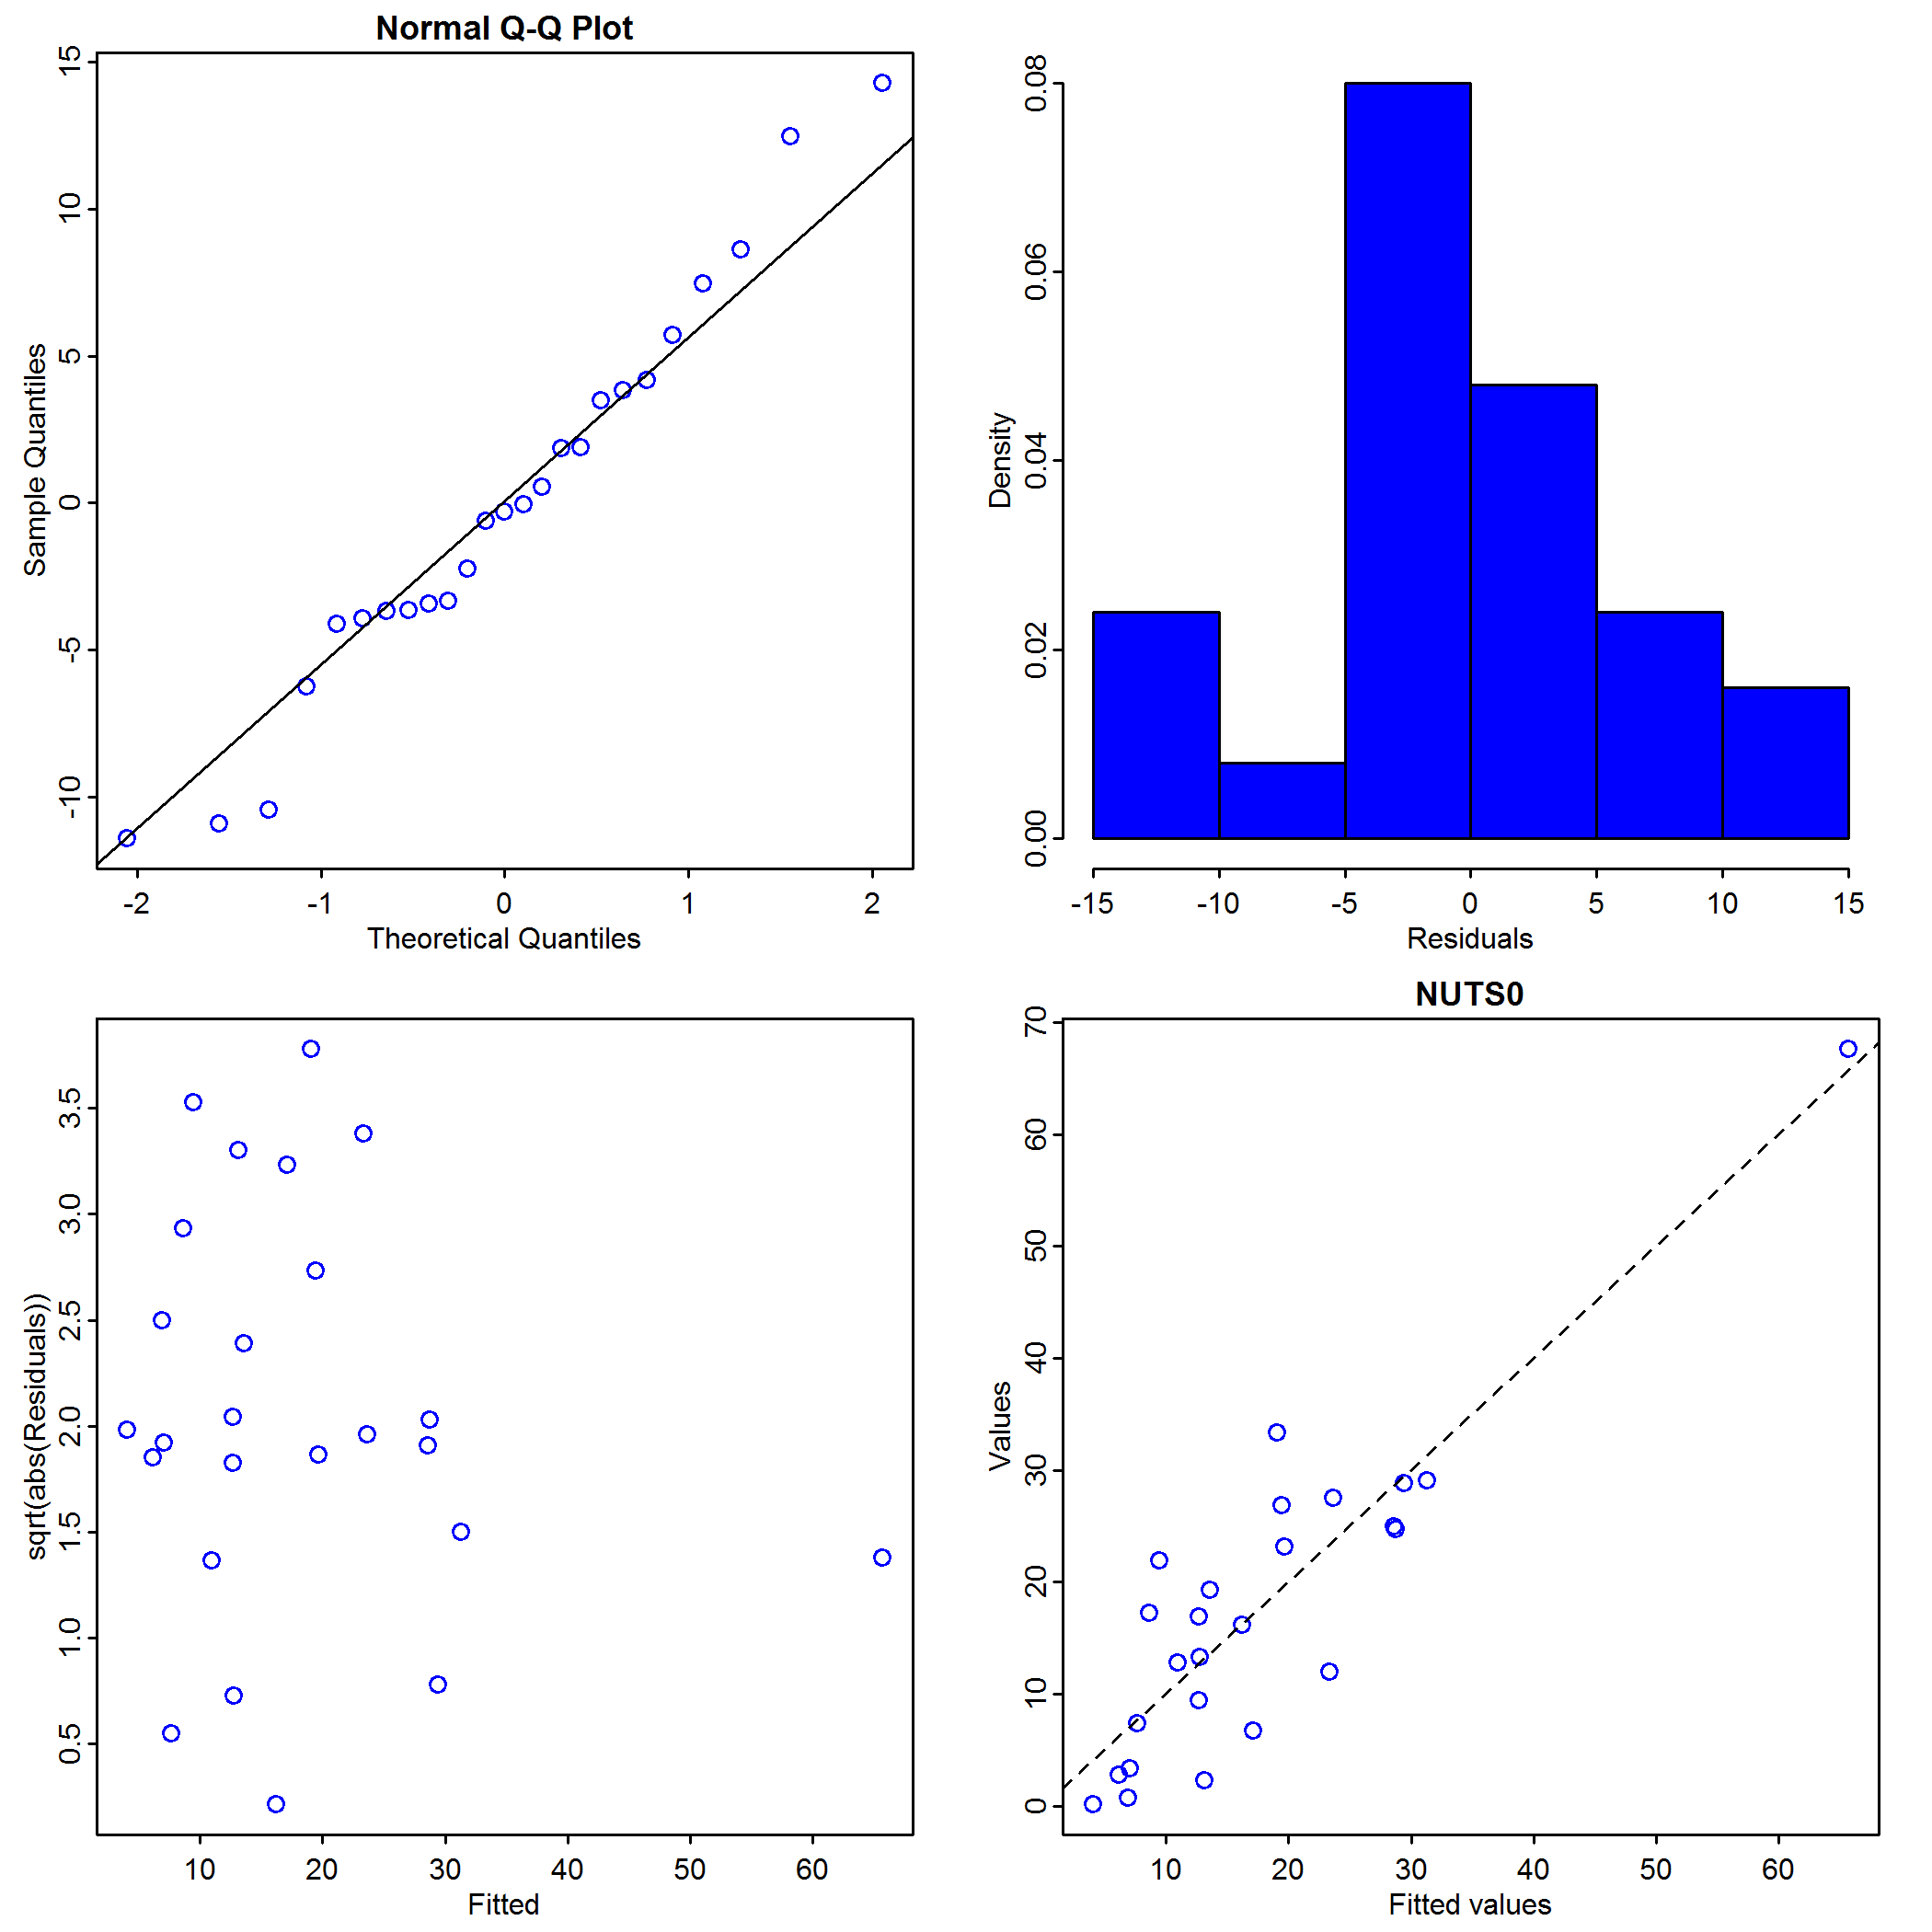 Normal Q-Q Plot
Sample Quantiles
15
10
5
0
-5
-10
-2 -1 0 1 2
Theoretical Quantiles
Density
0.08
0.06
0.04
0.02
0.00
-15 -10 -5 0 5 10 15
Residuals
sqrt(abs(Residuals))
3.5
3.0
2.5
2.0
1.5
1.0
0.5
10 20 30 40 50 60
Fitted
NUTS0
Values
70
60
50
40
30
20
10
0
10 20 30 40 50 60
Fitted values